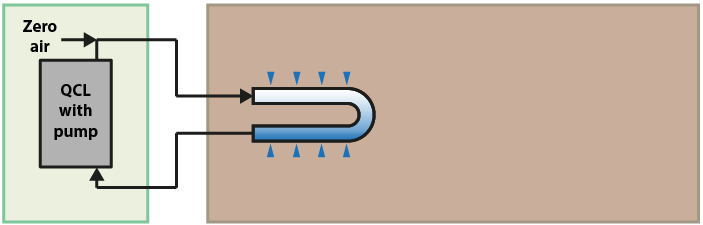 Zero
air
QCL
with
pump